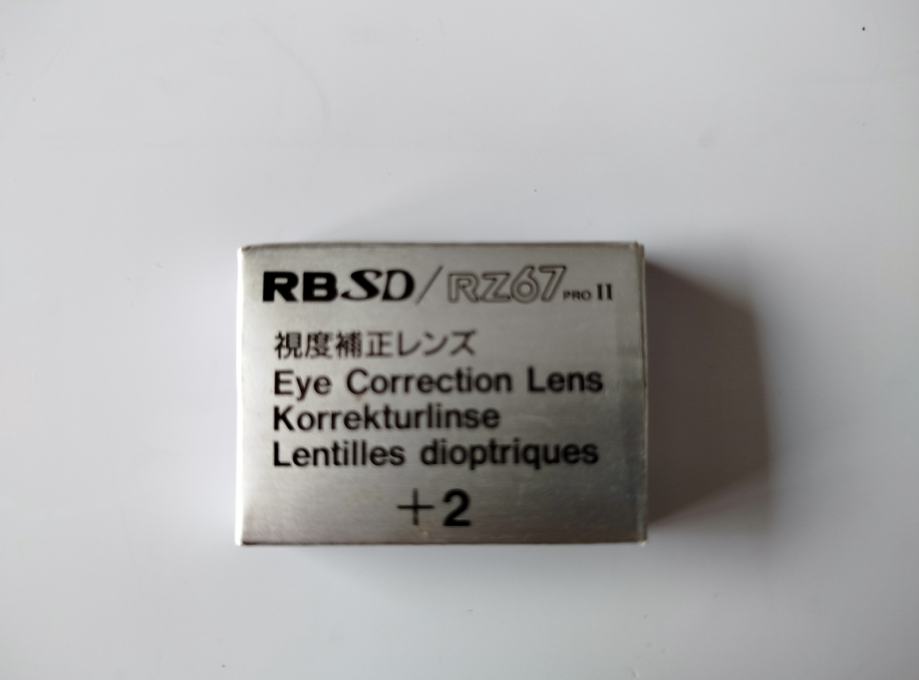 RBSD/RZ67 PRO II
視度補正レンズ
Eye Correction Lens
Korrekturlinse
Lentilles dioptriques
+2